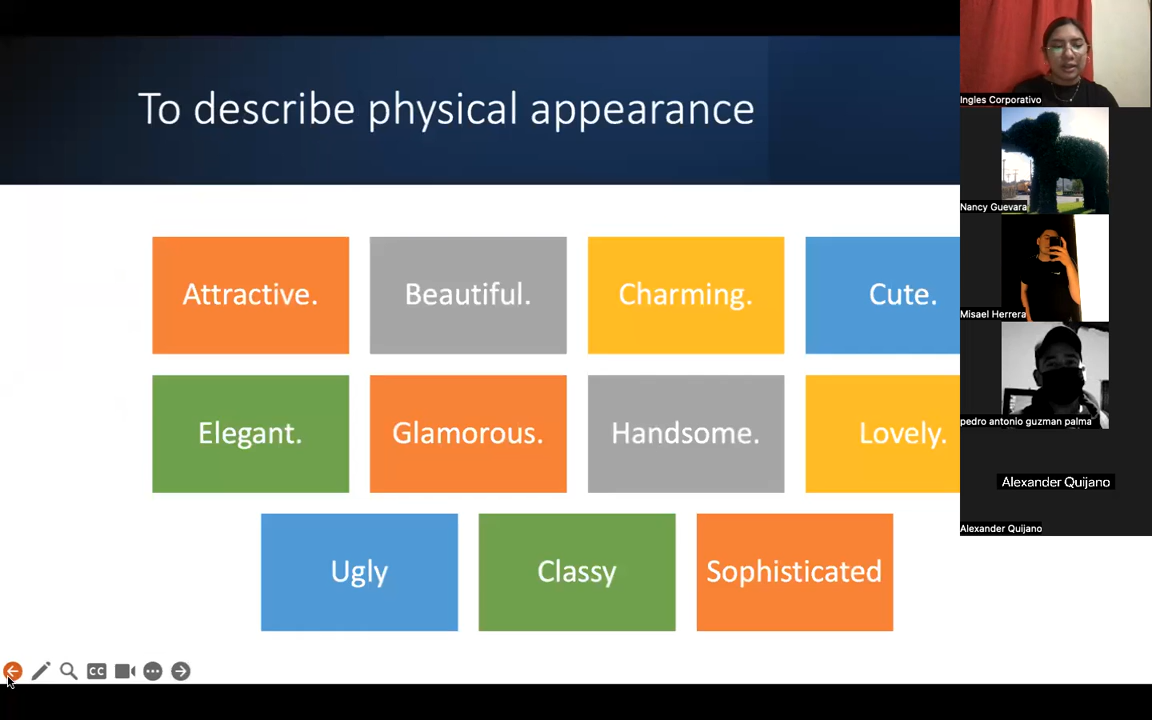 To describe physical appearance
Attractive.
Beautiful.
Charming.
Cute.
Elegant.
Glamorous.
Handsome.
Lovely.
Ugly
Classy
Sophisticated
CC
Ingles Corporativo
Nancy Guevara
Misael Herrera
pedro antonio guzman palma
Alexander Quijano
Alexander Quijano